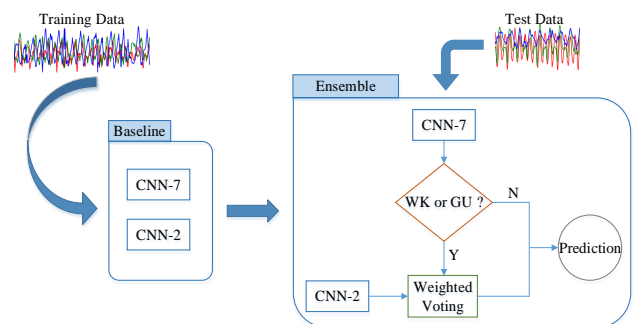 Training Data
Test Data
Ensemble
Baseline
CNN-7
CNN-2
CNN-7
WK or GU ?
N
Y
Prediction
CNN-2
Weighted
Voting